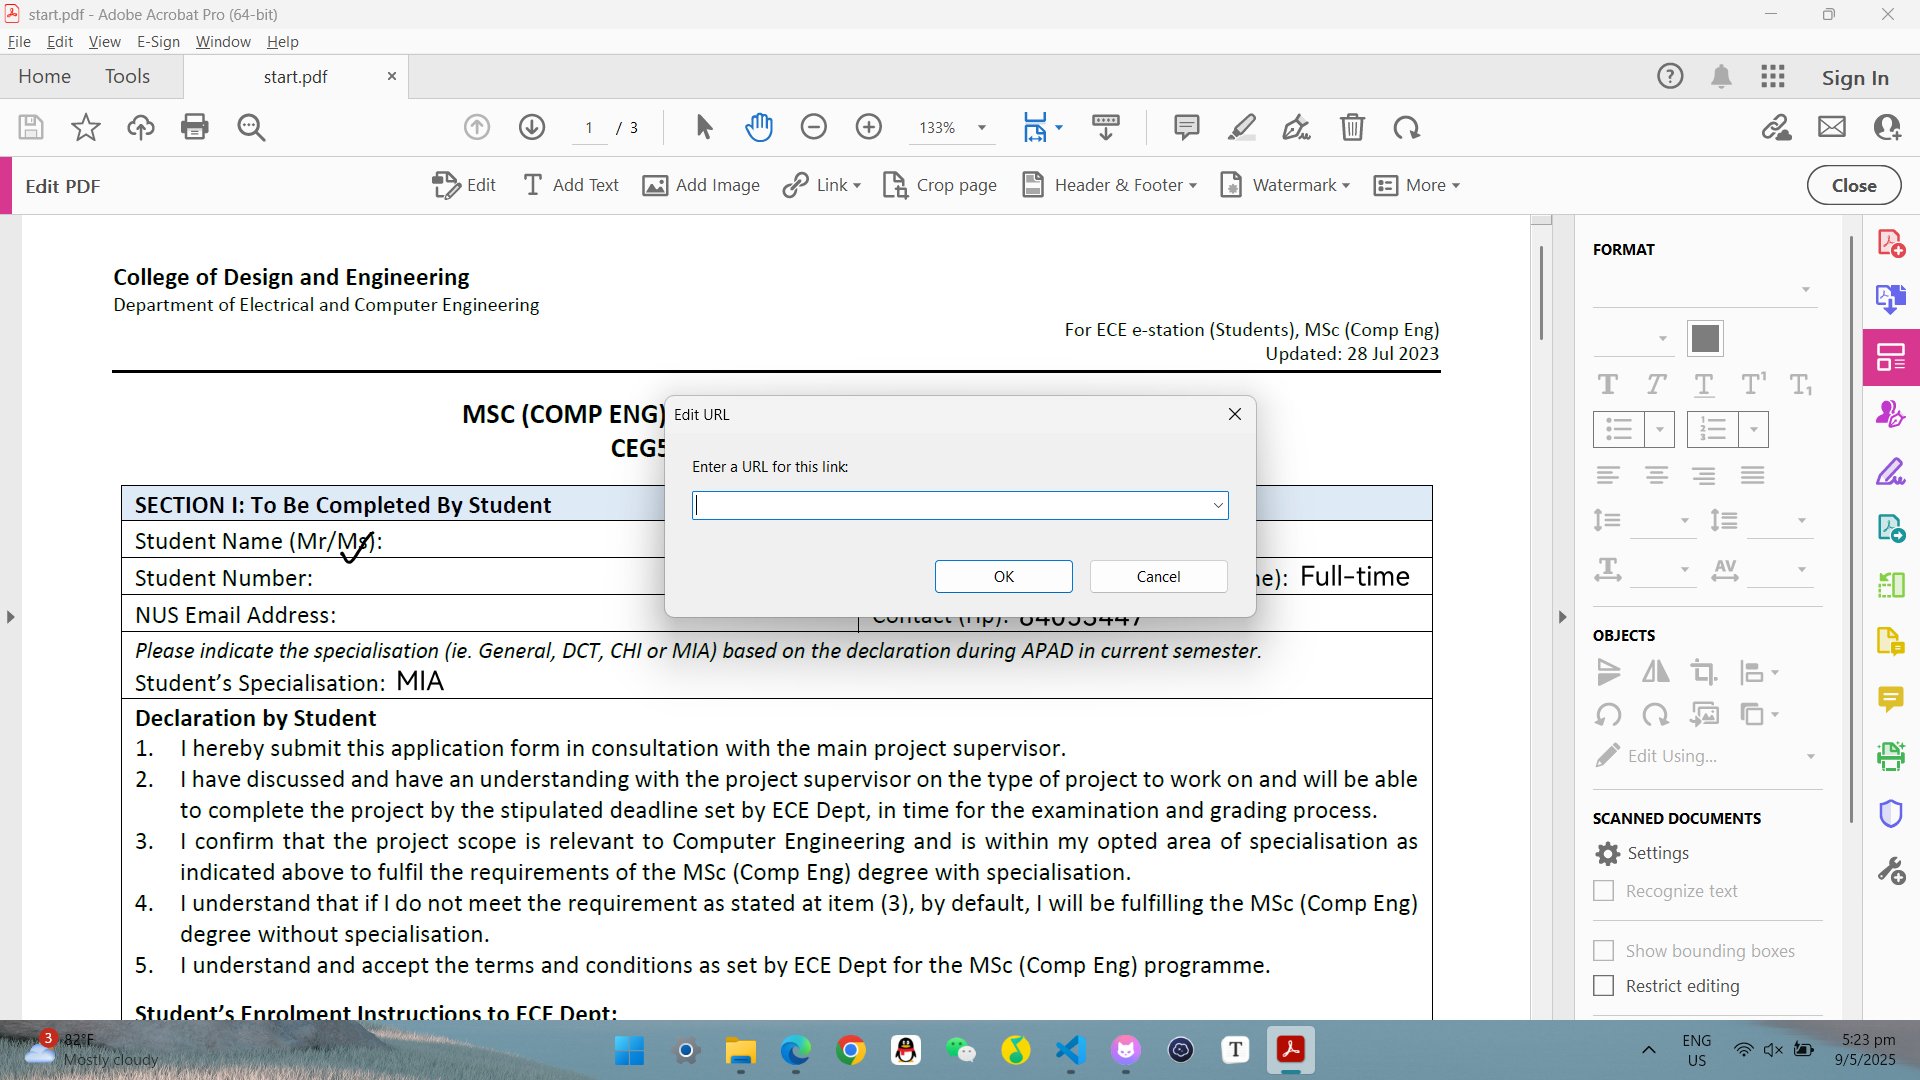 start.pdf - Adobe Acrobat Pro (64-bit)
File Edit View E-Sign Window Help
Home Tools start.pdf Sign In
1 / 3 133%
Edit PDF Edit Add Text Add Image Link Crop page Header & Footer Watermark More Close
College of Design and Engineering
Department of Electrical and Computer Engineering
For ECE e-station (Students), MSc (Comp Eng)
Updated: 28 Jul 2023
MSC (COMP ENG)
CEG5
Edit URL
Enter a URL for this link:
OK Cancel
SECTION I: To Be Completed By Student
Student Name (Mr/Ms):
Student Number:
Full-time
NUS Email Address:
Contact (Hp): 84053447
Please indicate the specialisation (ie. General, DCT, CHI or MIA) based on the declaration during APAD in current semester.
Student's Specialisation: MIA
Declaration by Student
1. I hereby submit this application form in consultation with the main project supervisor.
2. I have discussed and have an understanding with the project supervisor on the type of project to work on and will be able
to complete the project by the stipulated deadline set by ECE Dept, in time for the examination and grading process.
3. I confirm that the project scope is relevant to Computer Engineering and is within my opted area of specialisation as
indicated above to fulfil the requirements of the MSc (Comp Eng) degree with specialisation.
4. I understand that if I do not meet the requirement as stated at item (3), by default, I will be fulfilling the MSc (Comp Eng)
degree without specialisation.
5. I understand and accept the terms and conditions as set by ECE Dept for the MSc (Comp Eng) programme.
Student's Enrolment Instructions to ECE Dept:
FORMAT
OBJECTS
Edit Using...
SCANNED DOCUMENTS
Settings
Recognize text
Show bounding boxes
Restrict editing
3
82°F
Mostly cloudy
ENG
US
5:23 pm
9/5/2025